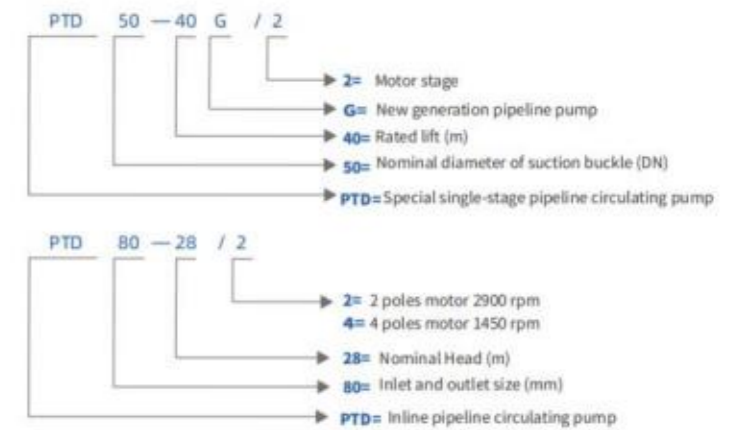 PTD 50 — 40 G / 2
2= Motor stage
G= New generation pipeline pump
40= Rated lift (m)
50= Nominal diameter of suction buckle (DN)
PTD= Special single-stage pipeline circulating pump
PTD 80 — 28 / 2
2= 2 poles motor 2900 rpm
4= 4 poles motor 1450 rpm
28= Nominal Head (m)
80= Inlet and outlet size (mm)
PTD= Inline pipeline circulating pump